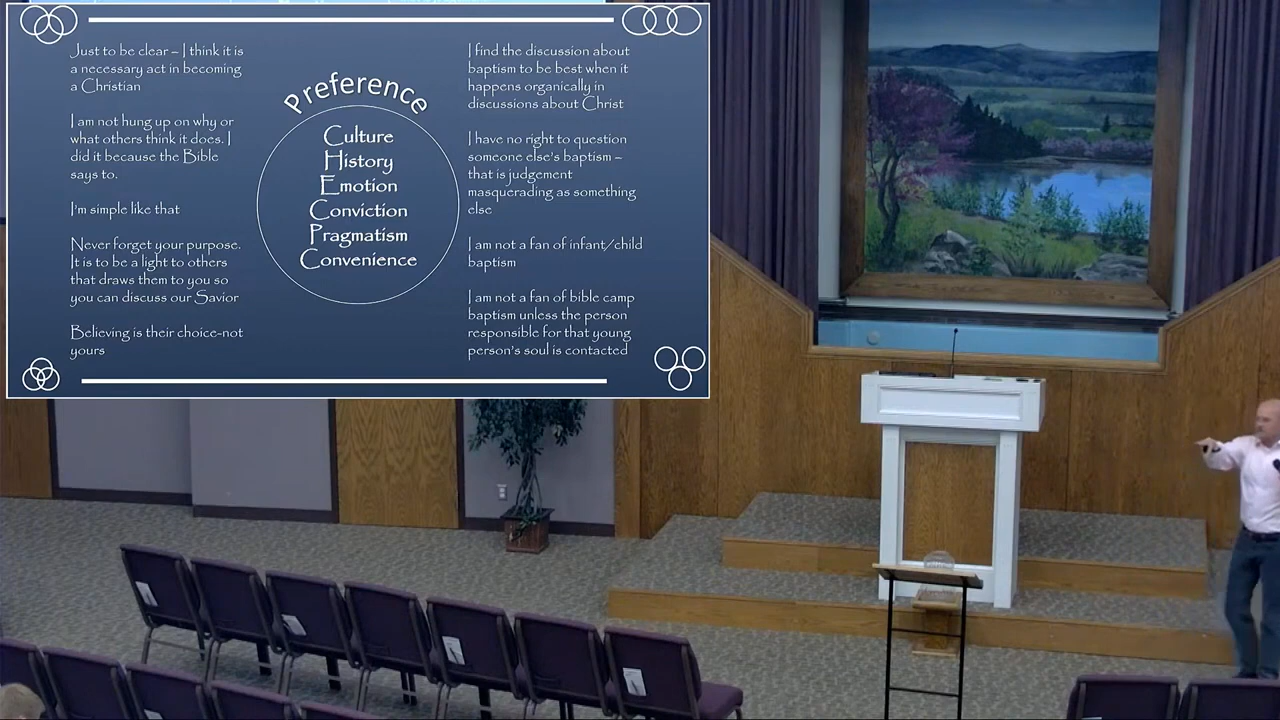 Just to be clear – I think it is
a necessary act in becoming
a Christian
I am not hung up on why or
what others think it does. I
did it because the Bible
says to.
I'm simple like that
Never forget your purpose.
It is to be a light to others
that draws them to you so
you can discuss our Savior
Believing is their choice-not
yours
Preference
Culture
History
Emotion
Conviction
Pragmatism
Convenience
I find the discussion about
baptism to be best when it
happens organically in
discussions about Christ
I have no right to question
someone else's baptism –
that is judgement
masquerading as something
else
I am not a fan of infant/child
baptism
I am not a fan of bible camp
baptism unless the person
responsible for that young
person's soul is contacted